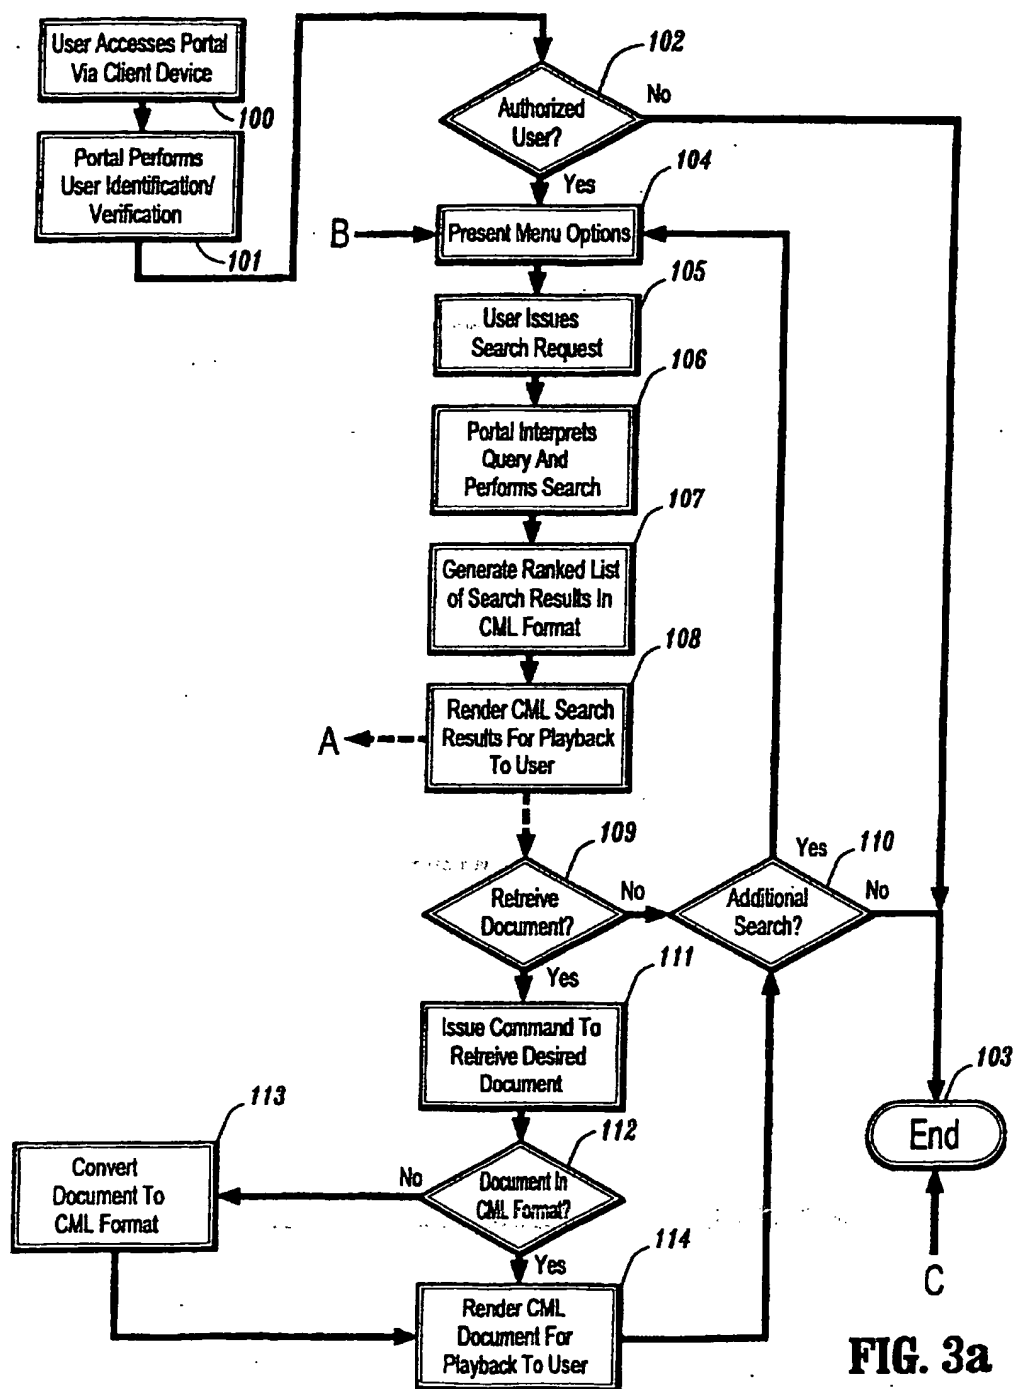 User Accesses Portal
Via Client Device
100
Portal Performs
User Identification/
Verification
101
102
Authorized
User?
No
Yes
104
B
Present Menu Options
105
User Issues
Search Request
106
Portal Interprets
Query And
Performs Search
107
Generate Ranked List
of Search Results In
CML Format
108
Render CML Search
Results For Playback
To User
A
109
Retreive
Document?
No
110
Additional
Search?
Yes
No
Yes
111
Issue Command To
Retreive Desired
Document
103
End
C
112
Document In
CML Format?
No
113
Convert
Document To
CML Format
Yes
114
Render CML
Document For
Playback To User
FIG. 3a